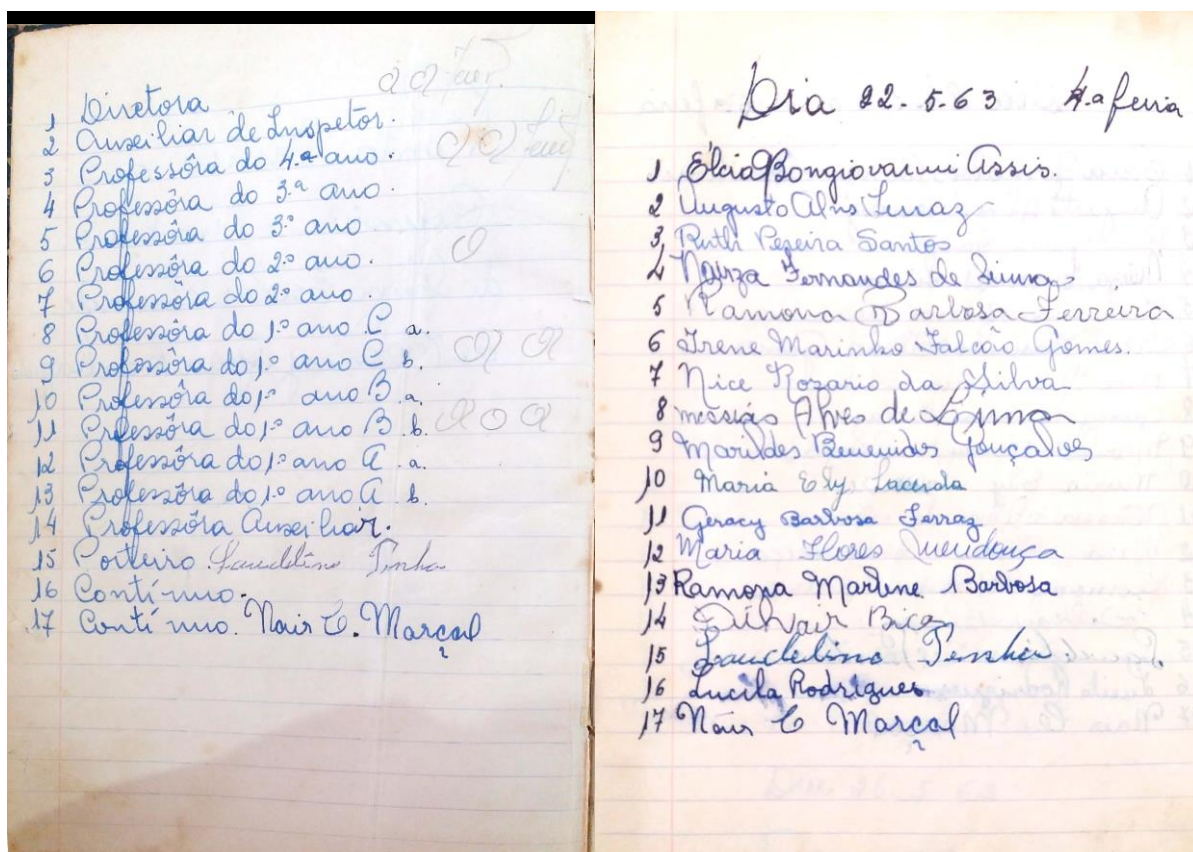 1 Diretora
2 Auxiliar de Inspetor.
3 Professôra do 4.º ano.
4 Professôra do 3.º ano.
5 Professôra do 3.º ano
6 Professôra do 2.º ano.
7 Professôra do 2.º ano.
8 Professôra do 1.º ano C a.
9 Professôra do 1.º ano C b.
10 Professôra do 1.º ano B a.
11 Professôra do 1.º ano B. b.
12 Professôra do 1.º ano A. a.
13 Professôra do 1.º ano A. b.
14 Professôra Auxiliar.
15 Porteiro Laudelino
16 Contínuo.
17 Contínuo. Nair C. Marçal
Dia 22-5-63 4.a feira
1 Élcia Bongiovanni Assis.
2 Augusto Alves Ferraz
3 Ruth Pereira Santos
4 Fernandes de
5 Ramona Barbosa Ferreira
6 Irene Marinho Falcão Gomes.
7 Nice Rozario da Silva
8 messias Alves de Lima
9 Marildes Benevides Gonçalves
10 Maria Ely Lacerda
11 Geracy Barbosa Ferraz
12 Maria Flores Mendonça
13 Ramona Marlene Barbosa
14 Bica
15 Laudelino
16 Lucila Rodrigues
17 Nair C Marçal